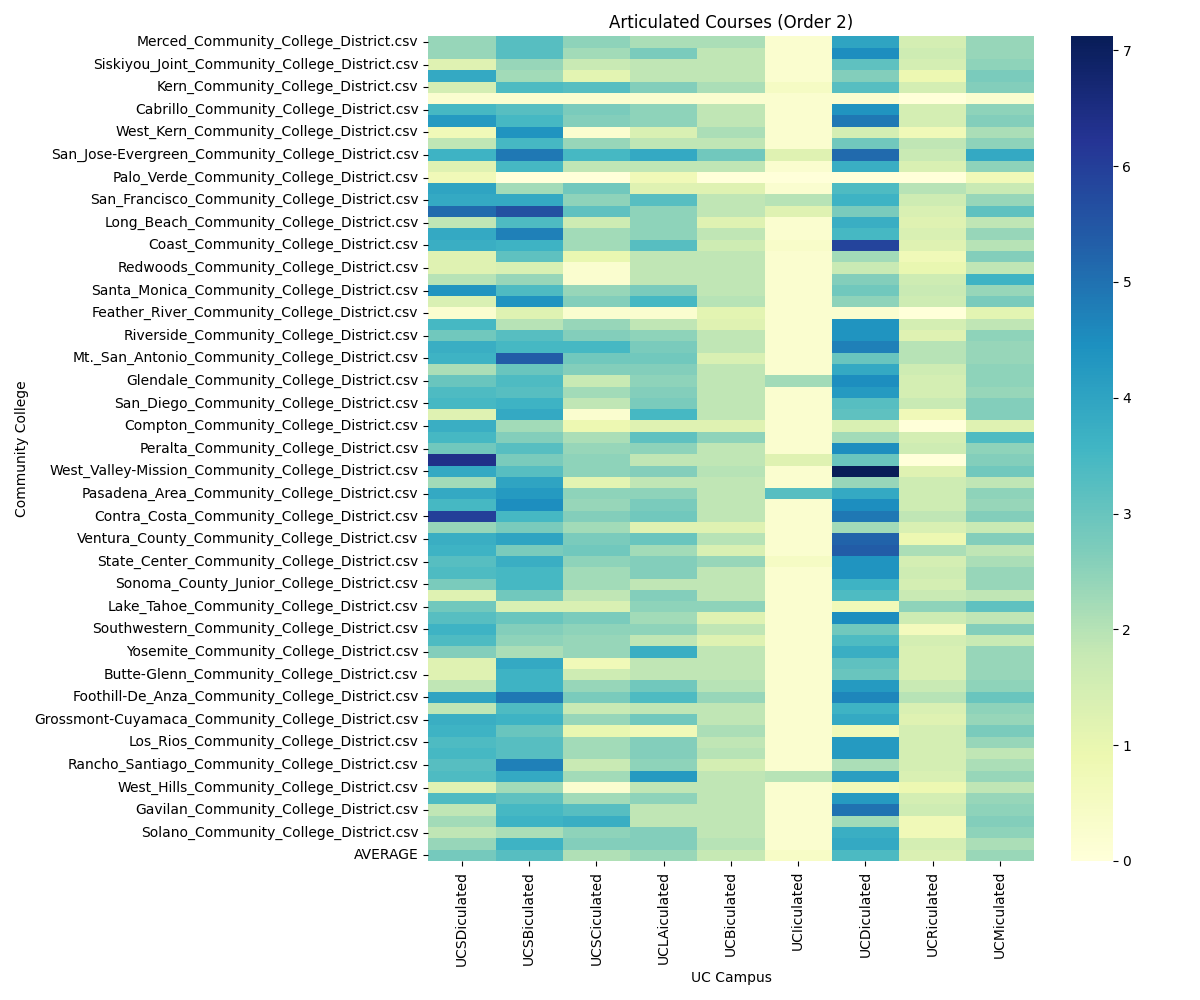 Articulated Courses (Order 2)
Merced_Community_College_District.csv
Siskiyou_Joint_Community_College_District.csv
Kern_Community_College_District.csv
Cabrillo_Community_College_District.csv
West_Kern_Community_College_District.csv
San_Jose-Evergreen_Community_College_District.csv
Palo_Verde_Community_College_District.csv
San_Francisco_Community_College_District.csv
Long_Beach_Community_College_District.csv
Coast_Community_College_District.csv
Redwoods_Community_College_District.csv
Santa_Monica_Community_College_District.csv
Feather_River_Community_College_District.csv
Riverside_Community_College_District.csv
Mt._San_Antonio_Community_College_District.csv
Glendale_Community_College_District.csv
San_Diego_Community_College_District.csv
Compton_Community_College_District.csv
Peralta_Community_College_District.csv
West_Valley-Mission_Community_College_District.csv
Pasadena_Area_Community_College_District.csv
Contra_Costa_Community_College_District.csv
Ventura_County_Community_College_District.csv
State_Center_Community_College_District.csv
Sonoma_County_Junior_College_District.csv
Lake_Tahoe_Community_College_District.csv
Southwestern_Community_College_District.csv
Yosemite_Community_College_District.csv
Butte-Glenn_Community_College_District.csv
Foothill-De_Anza_Community_College_District.csv
Grossmont-Cuyamaca_Community_College_District.csv
Los_Rios_Community_College_District.csv
Rancho_Santiago_Community_College_District.csv
West_Hills_Community_College_District.csv
Gavilan_Community_College_District.csv
Solano_Community_College_District.csv
AVERAGE
Community College
UCSDiculated
UCSBiculated
UCSCiculated
UCLAiculated
UCBiculated
UCIiculated
UCDiculated
UCRiculated
UCMiculated
UC Campus
7
6
5
4
3
2
1
0